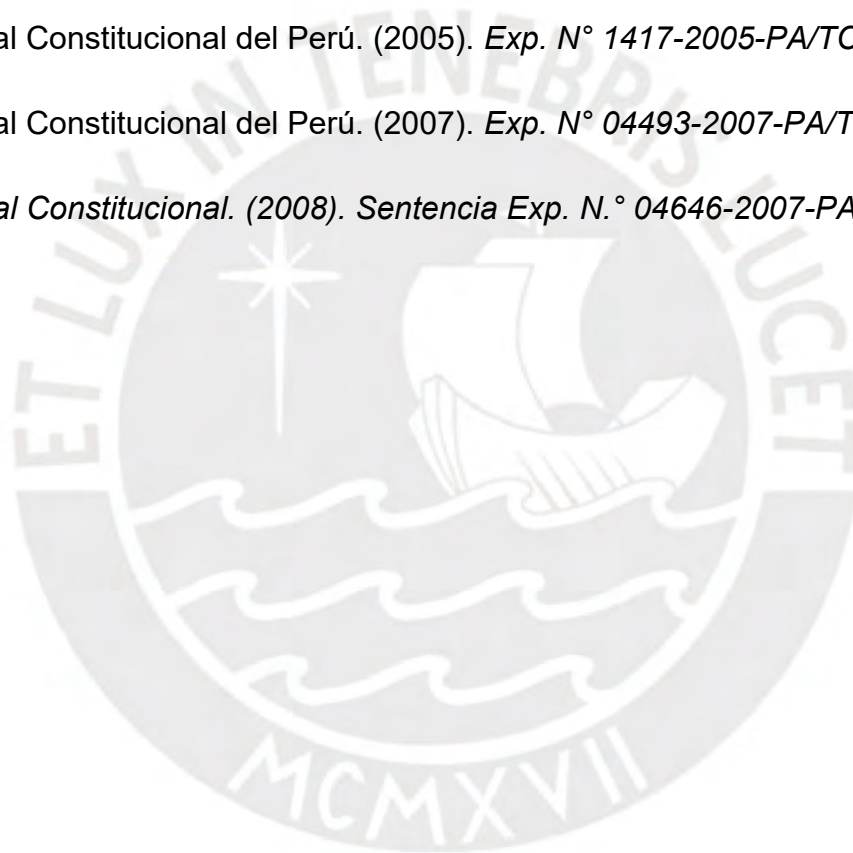 al Constitucional del Perú. (2005). Exp. N° 1417-2005-PA/TC
al Constitucional del Perú. (2007). Exp. N° 04493-2007-PA/T
al Constitucional. (2008). Sentencia Exp. N.° 04646-2007-PA
ET LUX IN TENEBRIS LUCET
MCMXVII